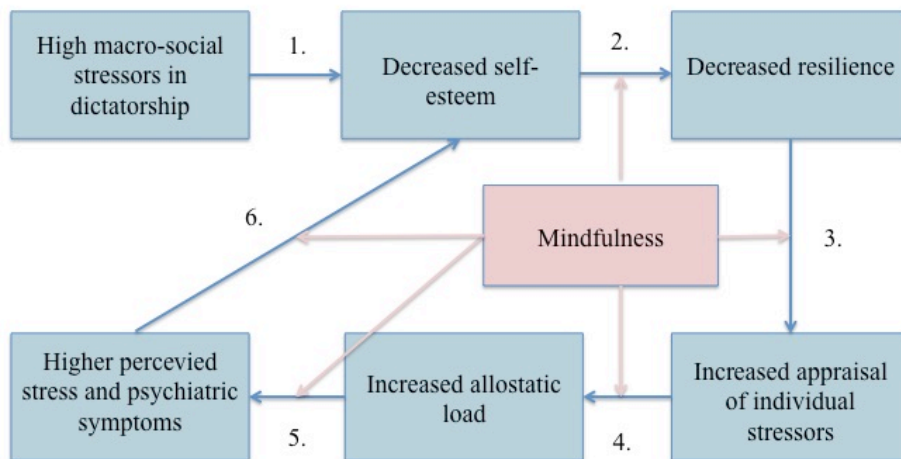 High macro-social
stressors in
dictatorship
1.
Decreased self-
esteem
2.
Decreased resilience
6.
Mindfulness
3.
Higher percevied
stress and psychiatric
symptoms
5.
Increased allostatic
load
4.
Increased appraisal
of individual
stressors